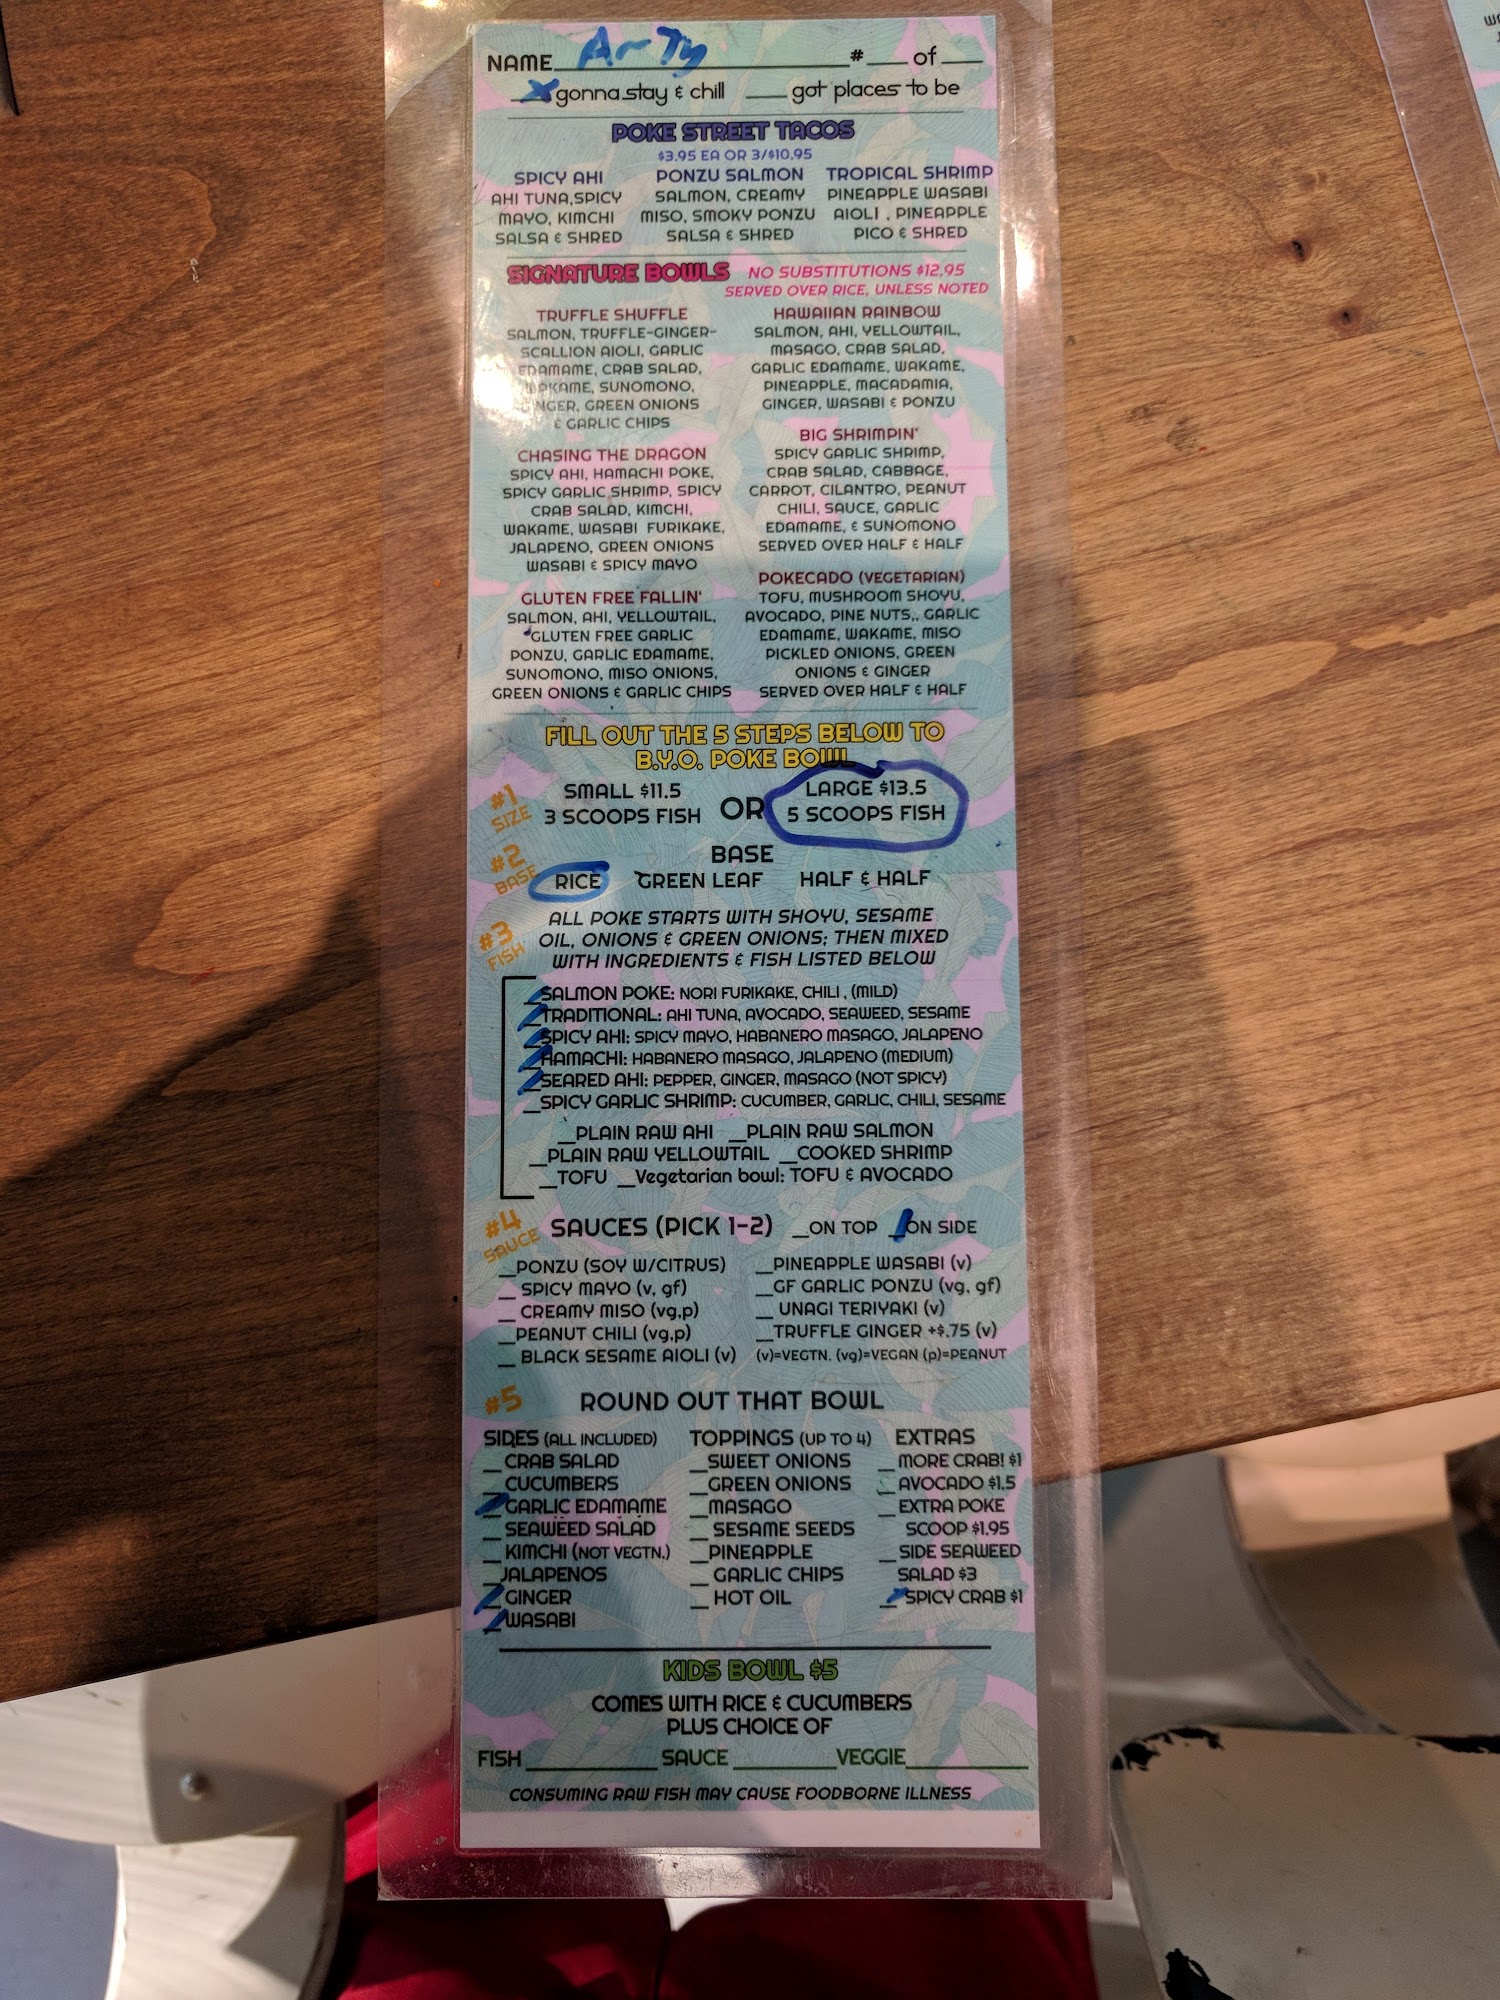 NAME Arty # of
X gonna stay & chill got places to be
POKE STREET TACOS
$3.95 EA OR 3/$10.95
SPICY AHI
AHI TUNA,SPICY
MAYO, KIMCHI
SALSA & SHRED
PONZU SALMON
SALMON, CREAMY
MISO, SMOKY PONZU
SALSA & SHRED
TROPICAL SHRIMP
PINEAPPLE WASABI
AIOLI , PINEAPPLE
PICO & SHRED
SIGNATURE BOWLS NO SUBSTITUTIONS $12.95
SERVED OVER RICE, UNLESS NOTED
TRUFFLE SHUFFLE
SALMON, TRUFFLE-GINGER-
SCALLION AIOLI, GARLIC
EDAMAME, CRAB SALAD,
WAKAME, SUNOMONO,
GINGER, GREEN ONIONS
& GARLIC CHIPS
HAWAIIAN RAINBOW
SALMON, AHI, YELLOWTAIL,
MASAGO, CRAB SALAD,
GARLIC EDAMAME, WAKAME,
PINEAPPLE, MACADAMIA,
GINGER, WASABI & PONZU
CHASING THE DRAGON
SPICY AHI, HAMACHI POKE,
SPICY GARLIC SHRIMP, SPICY
CRAB SALAD, KIMCHI,
WAKAME, WASABI FURIKAKE,
JALAPENO, GREEN ONIONS
WASABI & SPICY MAYO
BIG SHRIMPIN'
SPICY GARLIC SHRIMP,
CRAB SALAD, CABBAGE,
CARROT, CILANTRO, PEANUT
CHILI, SAUCE, GARLIC
EDAMAME, & SUNOMONO
SERVED OVER HALF & HALF
GLUTEN FREE FALLIN'
SALMON, AHI, YELLOWTAIL,
GLUTEN FREE GARLIC
PONZU, GARLIC EDAMAME,
SUNOMONO, MISO ONIONS,
GREEN ONIONS & GARLIC CHIPS
POKECADO (VEGETARIAN)
TOFU, MUSHROOM SHOYU,
AVOCADO, PINE NUTS,, GARLIC
EDAMAME, WAKAME, MISO
PICKLED ONIONS, GREEN
ONIONS & GINGER
SERVED OVER HALF & HALF
FILL OUT THE 5 STEPS BELOW TO
B.Y.O. POKE BOWL
#1 SIZE
SMALL $11.5
3 SCOOPS FISH
OR
LARGE $13.5
5 SCOOPS FISH
#2 BASE
BASE
RICE GREEN LEAF HALF & HALF
#3 FISH
ALL POKE STARTS WITH SHOYU, SESAME
OIL, ONIONS & GREEN ONIONS; THEN MIXED
WITH INGREDIENTS & FISH LISTED BELOW
SALMON POKE: NORI FURIKAKE, CHILI , (MILD)
TRADITIONAL: AHI TUNA, AVOCADO, SEAWEED, SESAME
SPICY AHI: SPICY MAYO, HABANERO MASAGO, JALAPENO
HAMACHI: HABANERO MASAGO, JALAPENO (MEDIUM)
SEARED AHI: PEPPER, GINGER, MASAGO (NOT SPICY)
SPICY GARLIC SHRIMP: CUCUMBER, GARLIC, CHILI, SESAME
PLAIN RAW AHI PLAIN RAW SALMON
PLAIN RAW YELLOWTAIL COOKED SHRIMP
TOFU Vegetarian bowl: TOFU & AVOCADO
#4 SAUCE
SAUCES (PICK 1-2) ON TOP ON SIDE
PONZU (SOY W/CITRUS) PINEAPPLE WASABI (v)
SPICY MAYO (v, gf) GF GARLIC PONZU (vg, gf)
CREAMY MISO (vg,p) UNAGI TERIYAKI (v)
PEANUT CHILI (vg,p) TRUFFLE GINGER +$.75 (v)
BLACK SESAME AIOLI (v) (v)=VEGTN. (vg)=VEGAN (p)=PEANUT
#5 ROUND OUT THAT BOWL
SIDES (ALL INCLUDED)
CRAB SALAD
CUCUMBERS
GARLIC EDAMAME
SEAWEED SALAD
KIMCHI (NOT VEGTN.)
JALAPENOS
GINGER
WASABI
TOPPINGS (UP TO 4)
SWEET ONIONS
GREEN ONIONS
MASAGO
SESAME SEEDS
PINEAPPLE
GARLIC CHIPS
HOT OIL
EXTRAS
MORE CRAB! $1
AVOCADO $1.5
EXTRA POKE
SCOOP $1.95
SIDE SEAWEED
SALAD $3
SPICY CRAB $1
KIDS BOWL $5
COMES WITH RICE & CUCUMBERS
PLUS CHOICE OF
FISH SAUCE VEGGIE
CONSUMING RAW FISH MAY CAUSE FOODBORNE ILLNESS